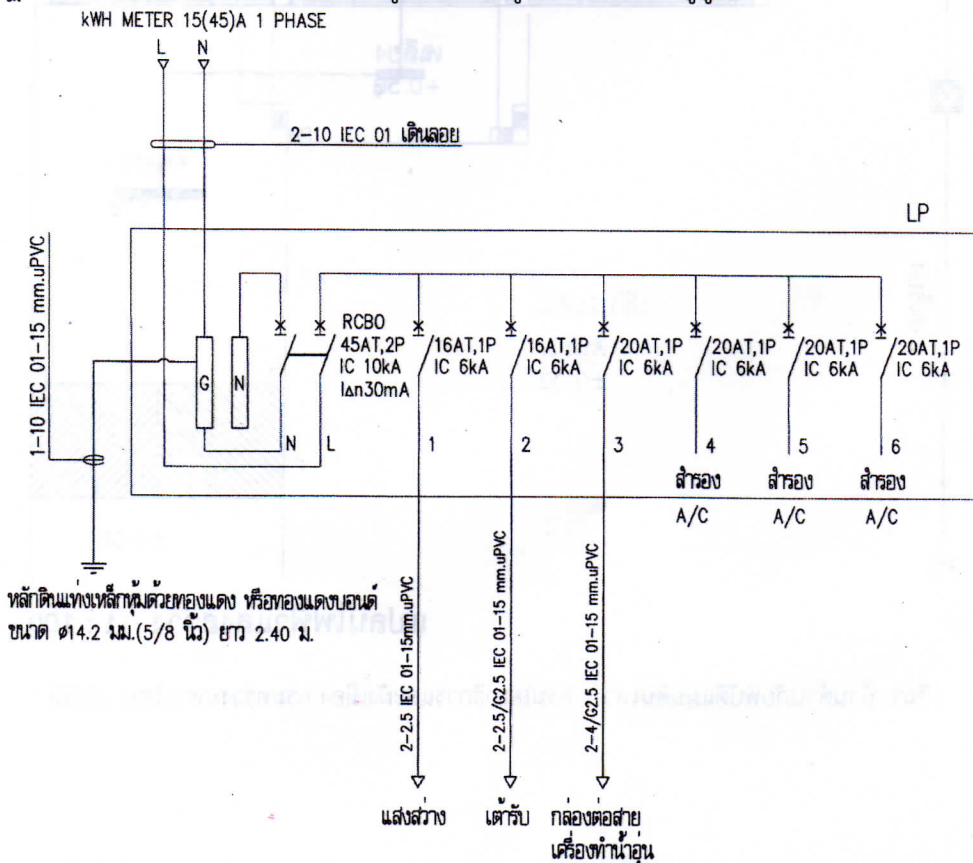 kWH METER 15(45)A 1 PHASE
L N
2-10 IEC 01 เดินลอย
LP
1-10 IEC 01-15 mm.uPVC
G N
RCBO
45AT,2P
IC 10kA
IΔn30mA
16AT,1P
IC 6kA
16AT,1P
IC 6kA
20AT,1P
IC 6kA
20AT,1P
IC 6kA
20AT,1P
IC 6kA
20AT,1P
IC 6kA
N L 1 2 3 4 5 6
สำรอง สำรอง สำรอง
A/C A/C A/C
หลักดินแท่งเหล็กหุ้มด้วยทองแดง หรือทองแดงบอนด์
ขนาด ø14.2 มม.(5/8 นิ้ว) ยาว 2.40 ม.
2-2.5 IEC 01-15mm.uPVC
2-2.5/G2.5 IEC 01-15 mm.uPVC
2-4/G2.5 IEC 01-15 mm.uPVC
แสงสว่าง เต้ารับ กล่องต่อสาย
เครื่องทำน้ำอุ่น